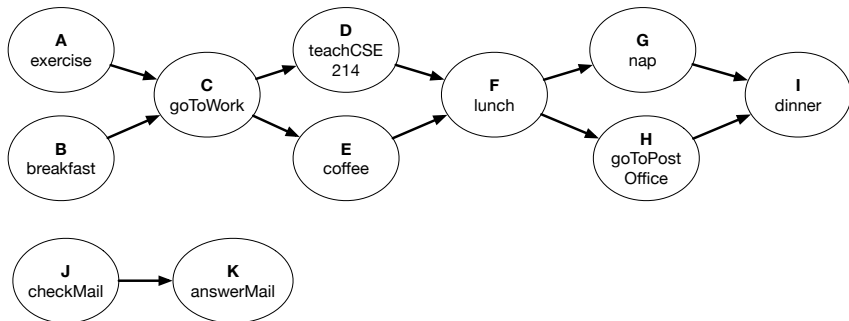 A
exercise
B
breakfast
C
goToWork
D
teachCSE
214
E
coffee
F
lunch
G
nap
H
goToPost
Office
I
dinner
J
checkMail
K
answerMail